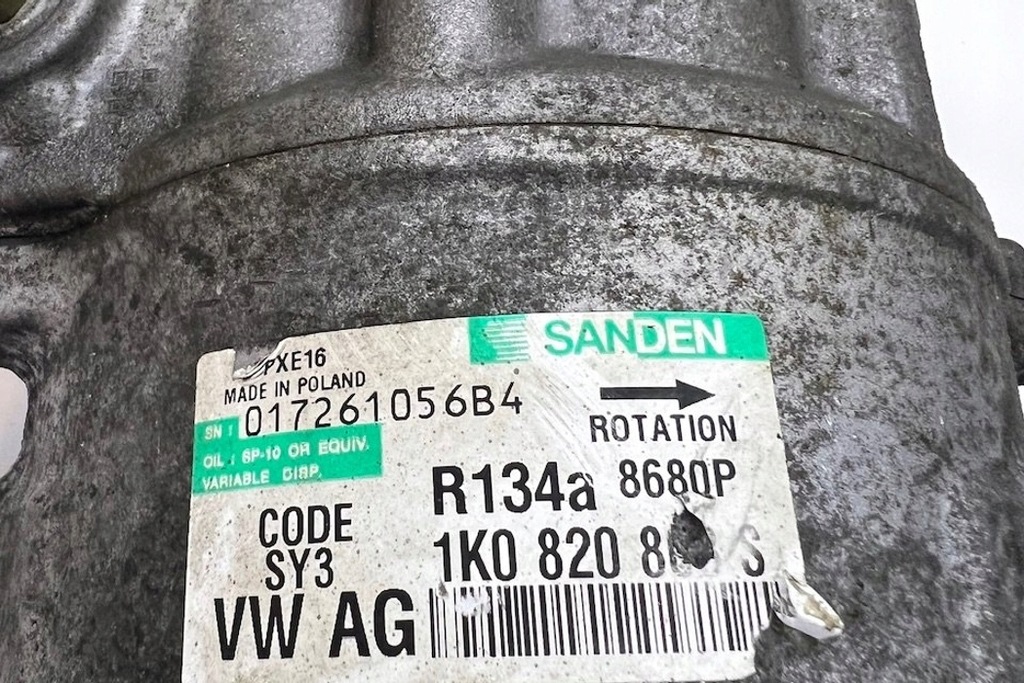 SANDEN
PXE16
MADE IN POLAND
SN : 017261056B4
ROTATION
OIL : SP-10 OR EQUIV.
VARIABLE DISP.
R134a 8680P
CODE
SY3
1K0 820 S
VW AG